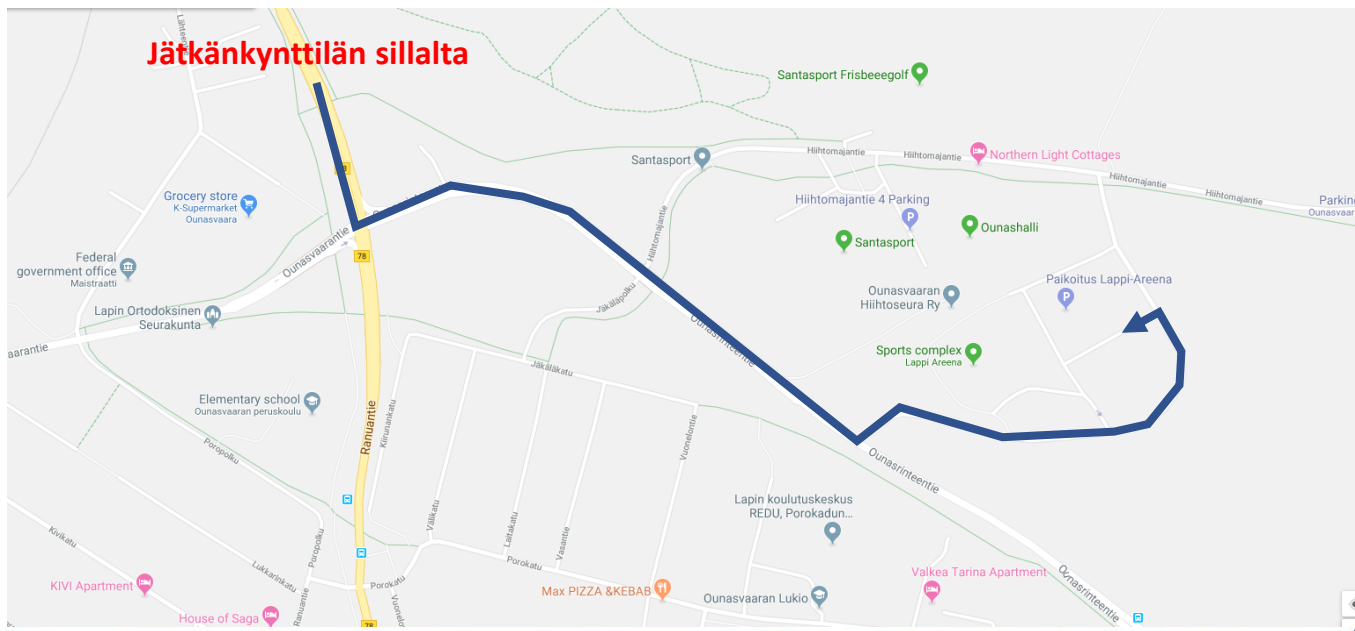 Jätkänkynttilän sillalta
Santasport Frisbeeegolf
Santasport
Hiihtomajantie
Hiihtomajantie
Northern Light Cottages
Hiihtomajantie
Hiihtomajantie
Parking
Ounasvaar
Grocery store
K-Supermarket
Ounasvaara
Hiihtomajantie 4 Parking
P
Hiihtomajantie
Ounashalli
Santasport
Ounasvaarantie
78
Federal
government office
Maistraatti
Paikoitus Lappi-Areena
P
Ounasvaaran
Hiihtoseura Ry
Lapin Ortodoksinen
Seurakunta
Jäkäläpolku
Ounasrinteentie
aarantie
Sports complex
Lappi Areena
Jäkäläkatu
Elementary school
Ounasvaaran peruskoulu
Ranuantie
Kiirunankatu
Vuonelontie
Poropolku
Ounasrinteentie
Lapin koulutuskeskus
REDU, Porokadun...
Välikatu
Laitakatu
Vasantie
Kivikatu
Poropolku
Lukkarinkatu
Porokatu
Porokatu
KIVI Apartment
Max PIZZA &KEBAB
Ounasvaaran Lukio
Valkea Tarina Apartment
Ounasrinteentie
House of Saga
Ranuantie
Vuonelontie
78